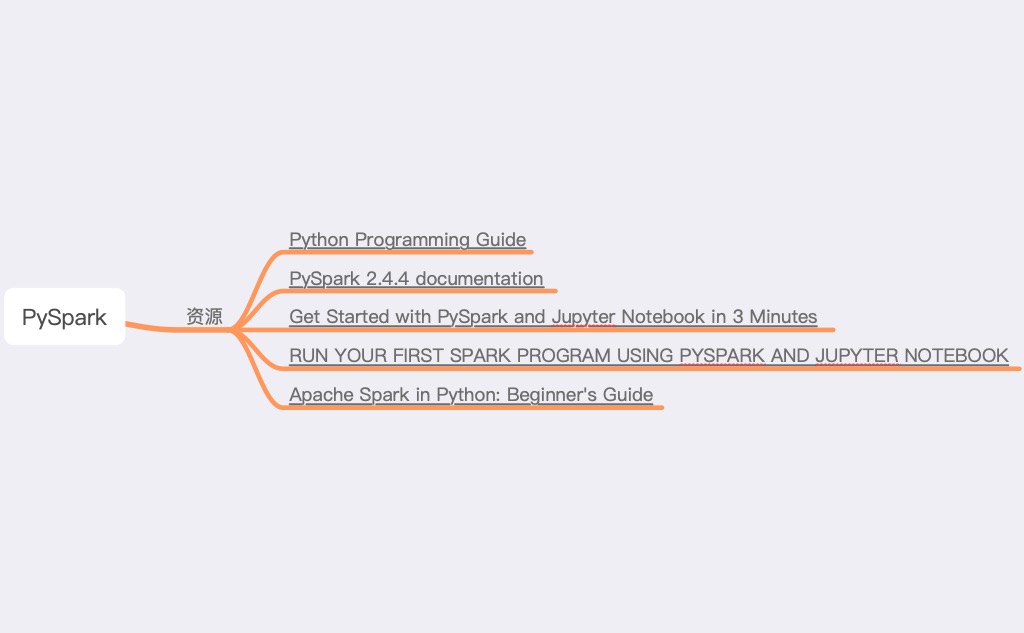 PySpark
资源
Python Programming Guide
PySpark 2.4.4 documentation
Get Started with PySpark and Jupyter Notebook in 3 Minutes
RUN YOUR FIRST SPARK PROGRAM USING PYSPARK AND JUPYTER NOTEBOOK
Apache Spark in Python: Beginner's Guide